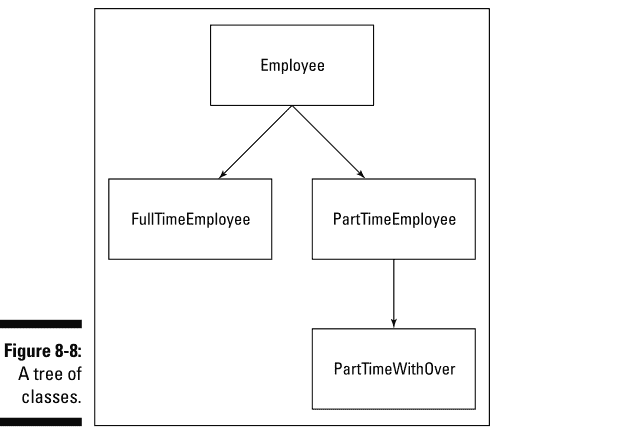 Employee
FullTimeEmployee
PartTimeEmployee
PartTimeWithOver
Figure 8-8:
A tree of
classes.